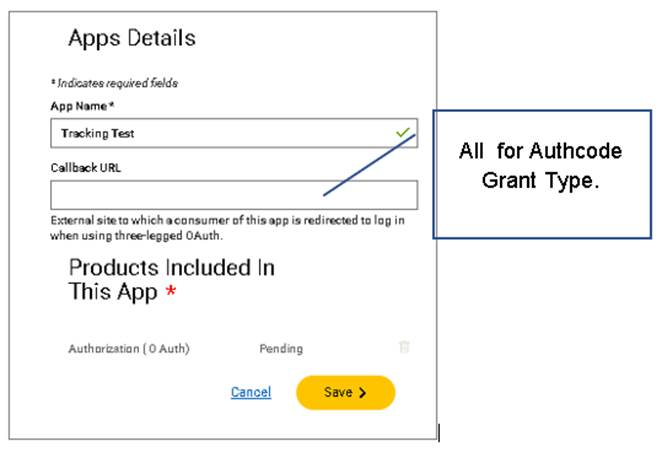 Apps Details
* Indicates required fields
App Name*
Tracking Test
Callback URL
External site to which a consumer of this app is redirected to log in
when using three-legged OAuth.
Products Included In
This App *
Authorization ( O Auth) Pending
Cancel Save
All for Authcode
Grant Type.